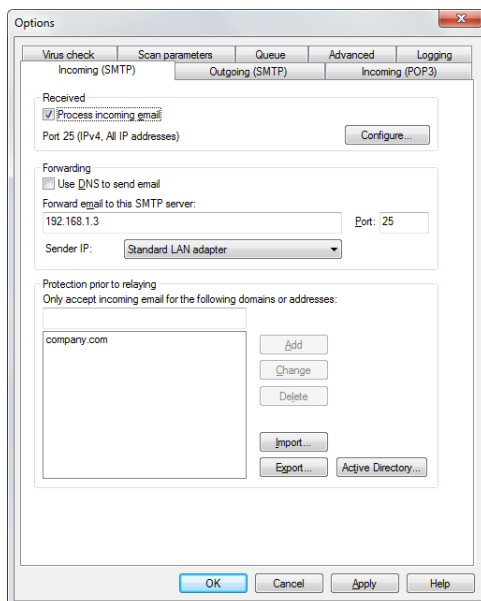 Options
Virus check Scan parameters Queue Advanced Logging
Incoming (SMTP) Outgoing (SMTP) Incoming (POP3)
Received
Process incoming email
Port 25 (IPv4, All IP addresses) Configure...
Forwarding
Use DNS to send email
Forward email to this SMTP server:
192.168.1.3 Port: 25
Sender IP: Standard LAN adapter
Protection prior to relaying
Only accept incoming email for the following domains or addresses:
company.com
Add
Change
Delete
Import...
Export... Active Directory...
OK Cancel Apply Help